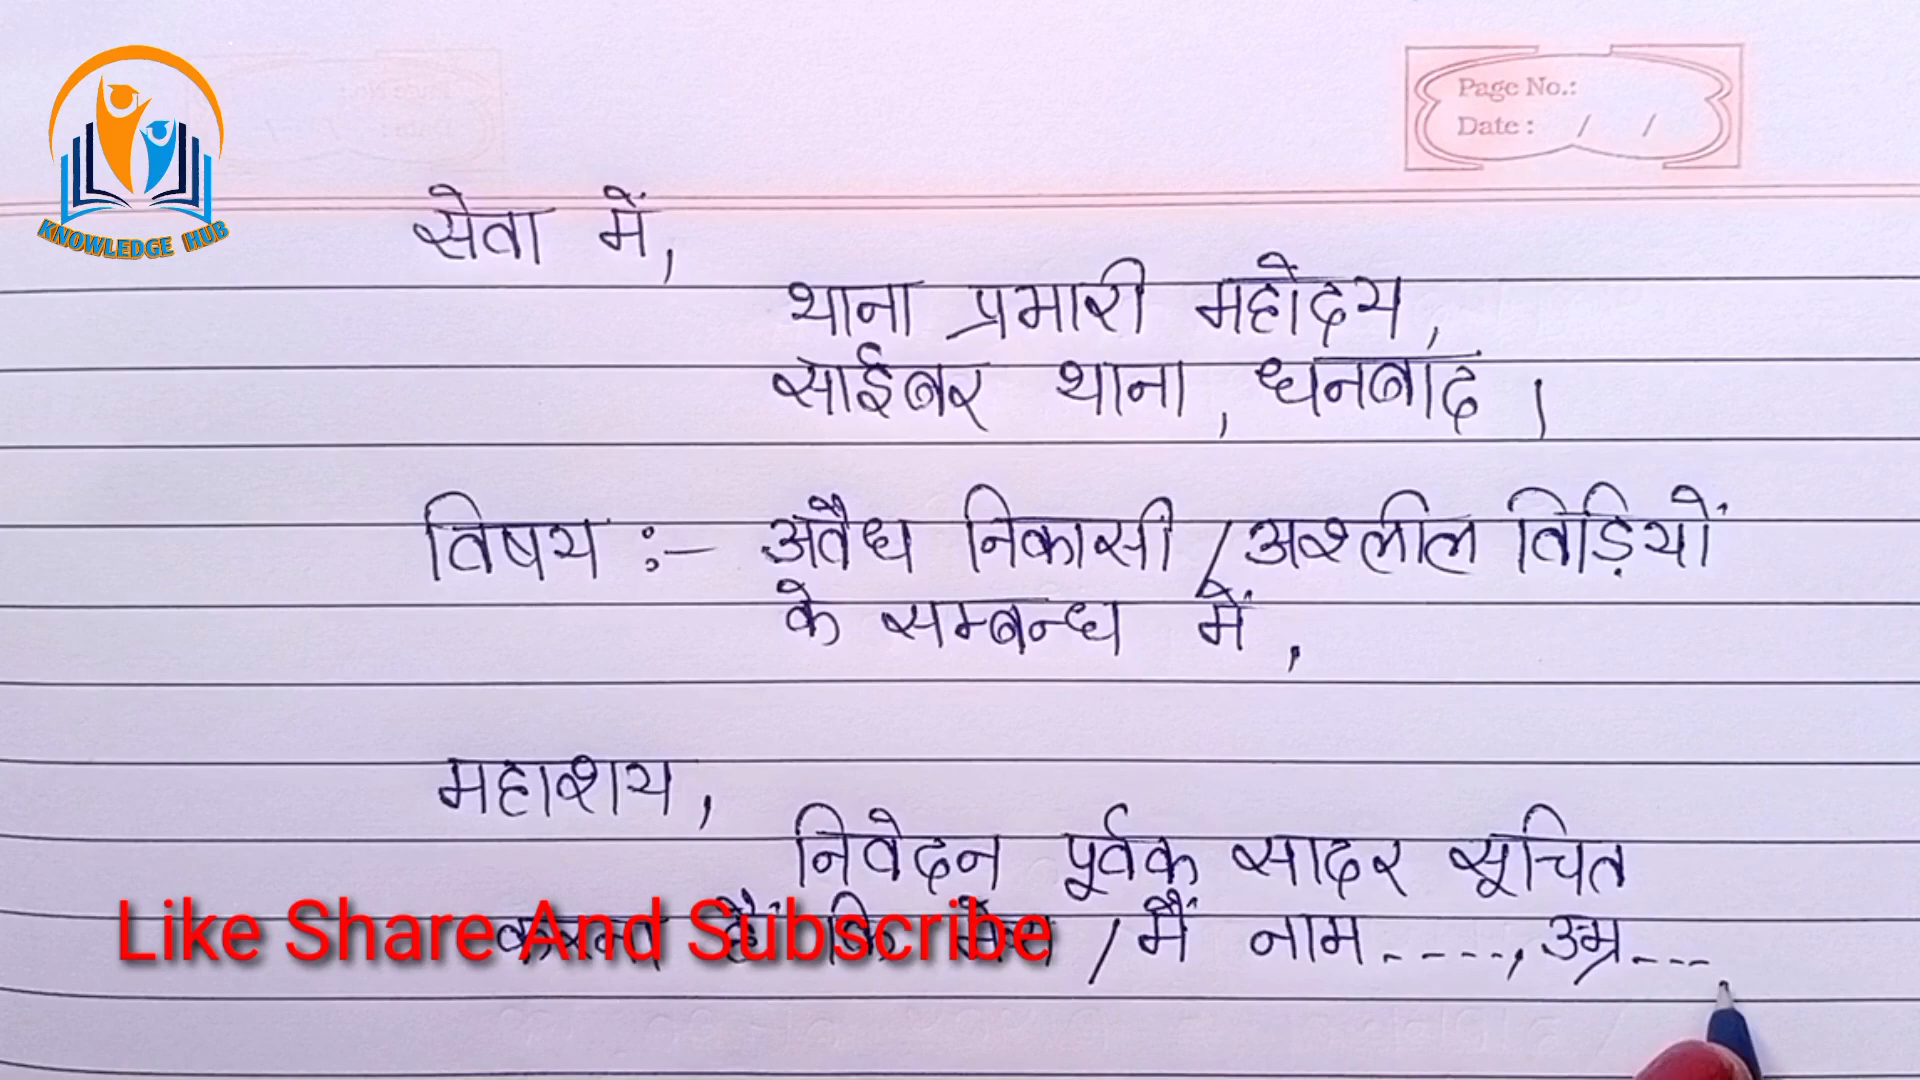 KNOWLEDGE HUB
Page No.:
Date : / /
सेवा में,
थाना प्रभारी महोदय,
साईबर थाना, धनबाद ।
विषय :- अवैध निकासी / अश्लील विड़ियों
के सम्बन्ध में,
महाशय,
निवेदन पूर्वक सादर सूचित
Like Share And Subscribe
/ मैं नाम ....., उम्र ....